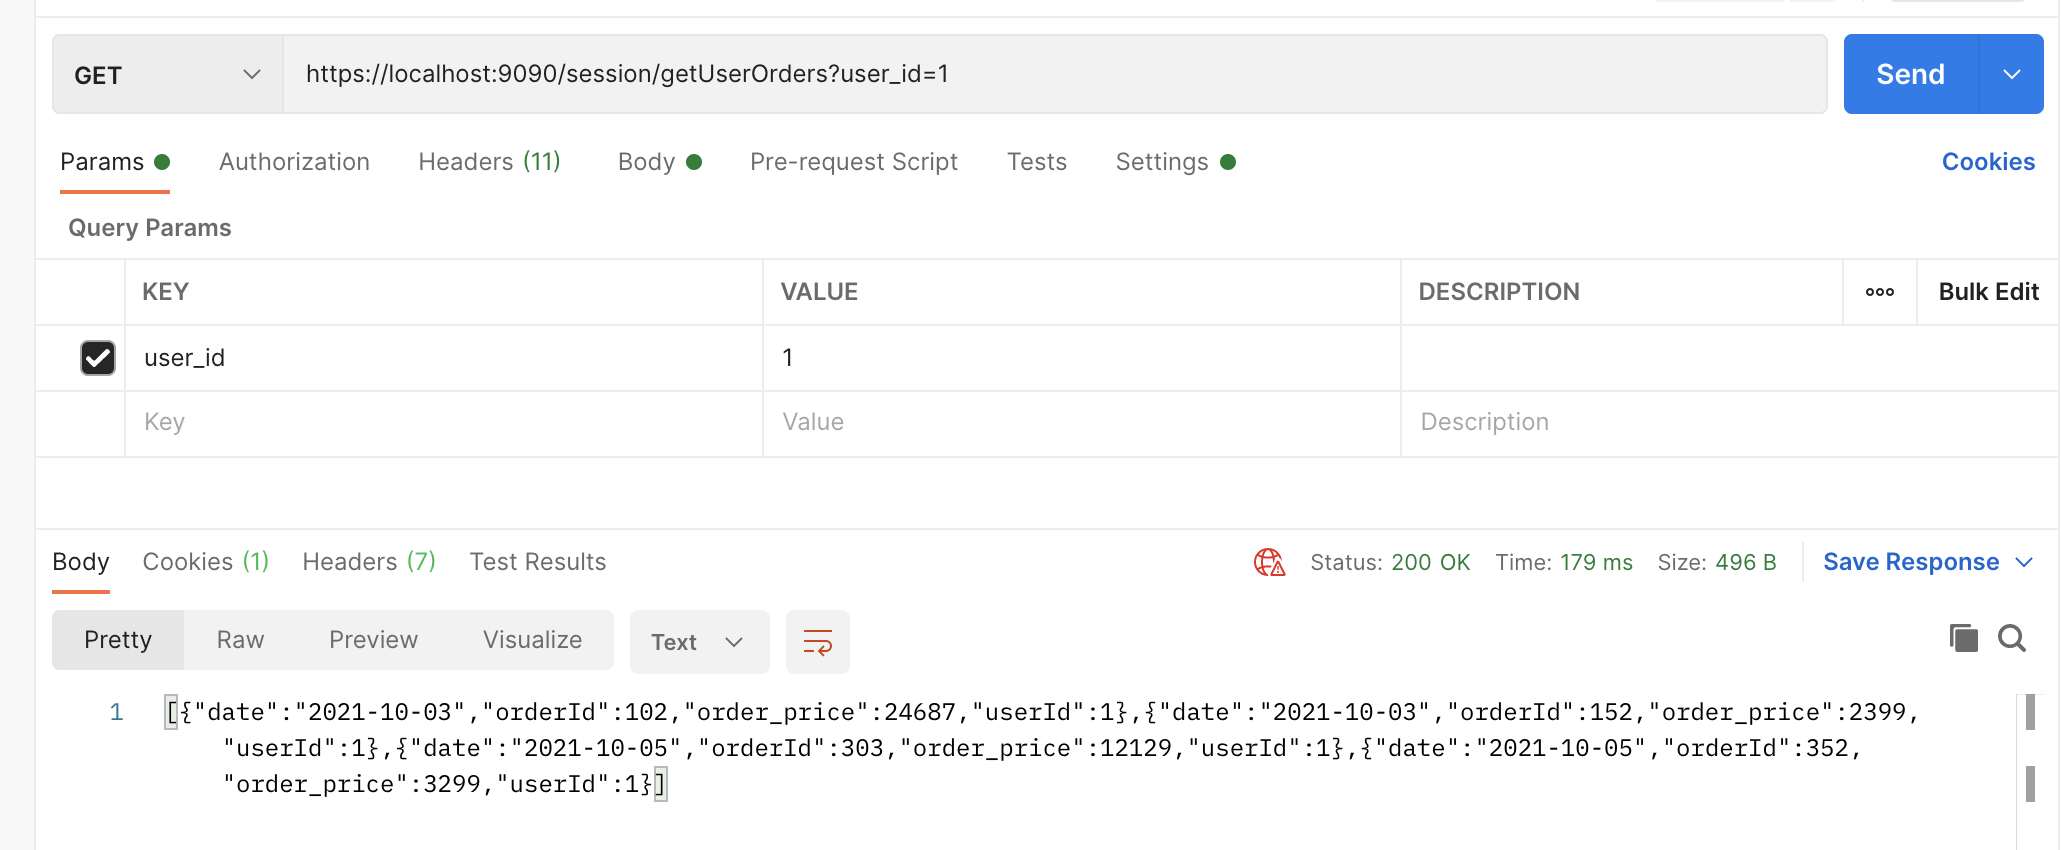 GET https://localhost:9090/session/getUserOrders?user_id=1 Send
Params Authorization Headers (11) Body Pre-request Script Tests Settings Cookies
Query Params
KEY VALUE DESCRIPTION ooo Bulk Edit
user_id 1
Key Value Description
Body Cookies (1) Headers (7) Test Results Status: 200 OK Time: 179 ms Size: 496 B Save Response
Pretty Raw Preview Visualize Text
1 [{"date":"2021-10-03","orderId":102,"order_price":24687,"userId":1},{"date":"2021-10-03","orderId":152,"order_price":2399,
"userId":1},{"date":"2021-10-05","orderId":303,"order_price":12129,"userId":1},{"date":"2021-10-05","orderId":352,
"order_price":3299,"userId":1}]